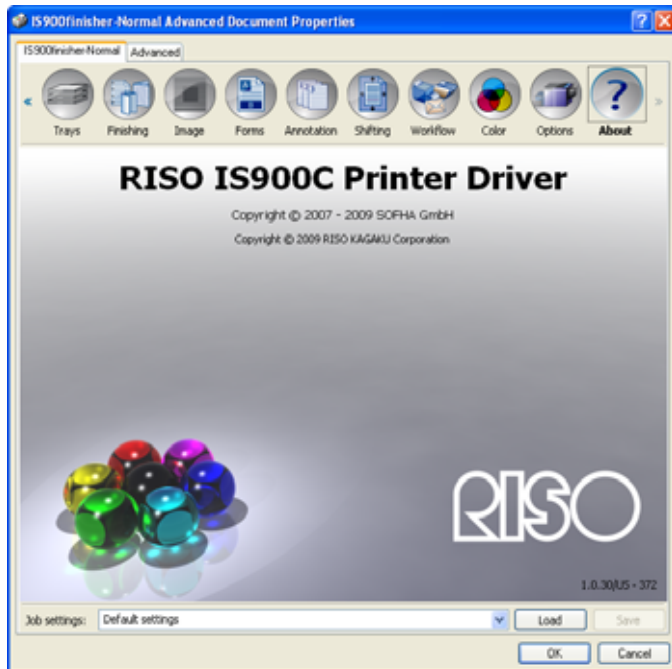 IS900finisher-Normal Advanced Document Properties
IS900finisher-Normal Advanced
Trays Finishing Image Forms Annotation Shifting Workflow Color Options About
RISO IS900C Printer Driver
Copyright © 2007 - 2009 SOFHA GmbH
Copyright © 2009 RISO KAGAKU Corporation
RISO
1.0.30/US - 372
Job settings: Default settings Load Save
OK Cancel